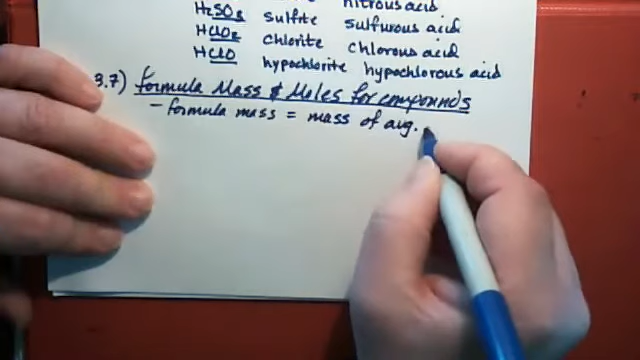 nitrous acid
H₂SO₃ sulfite sulfurous acid
HClO₂ chlorite chlorous acid
HClO hypochlorite hypochlorous acid
3.7) Formula Mass & Moles for compounds
- formula mass = mass of avg.